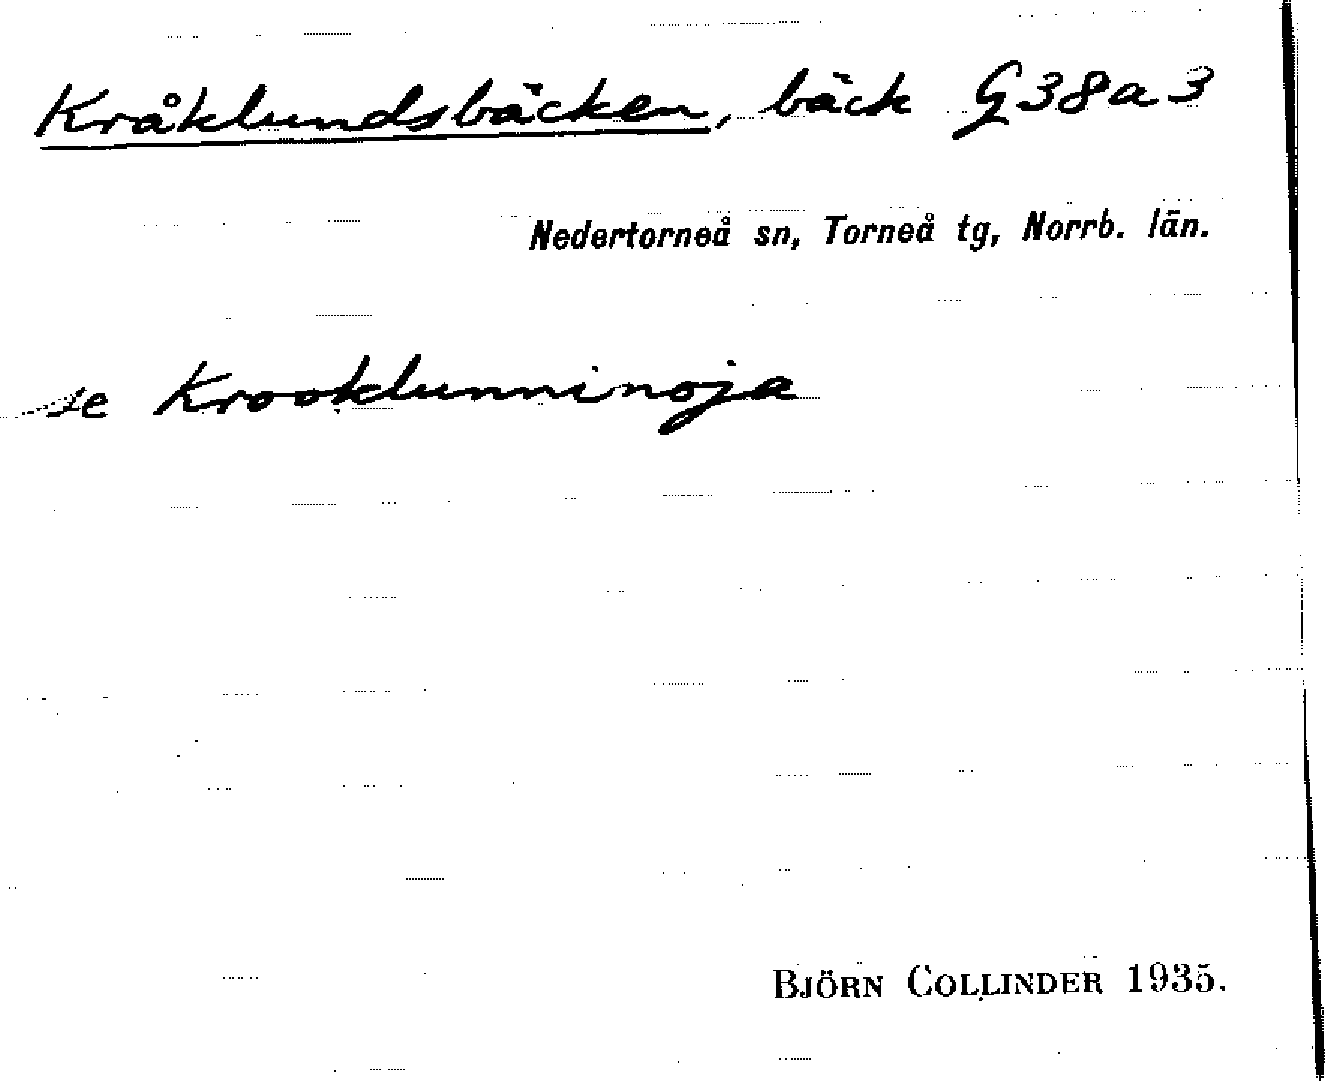 Kråklundsbäcken, bäck G38a3
Nedertorneå sn, Torneå tg, Norrb. län.
se Krooklunninoja
BJÖRN COLLINDER 1935.